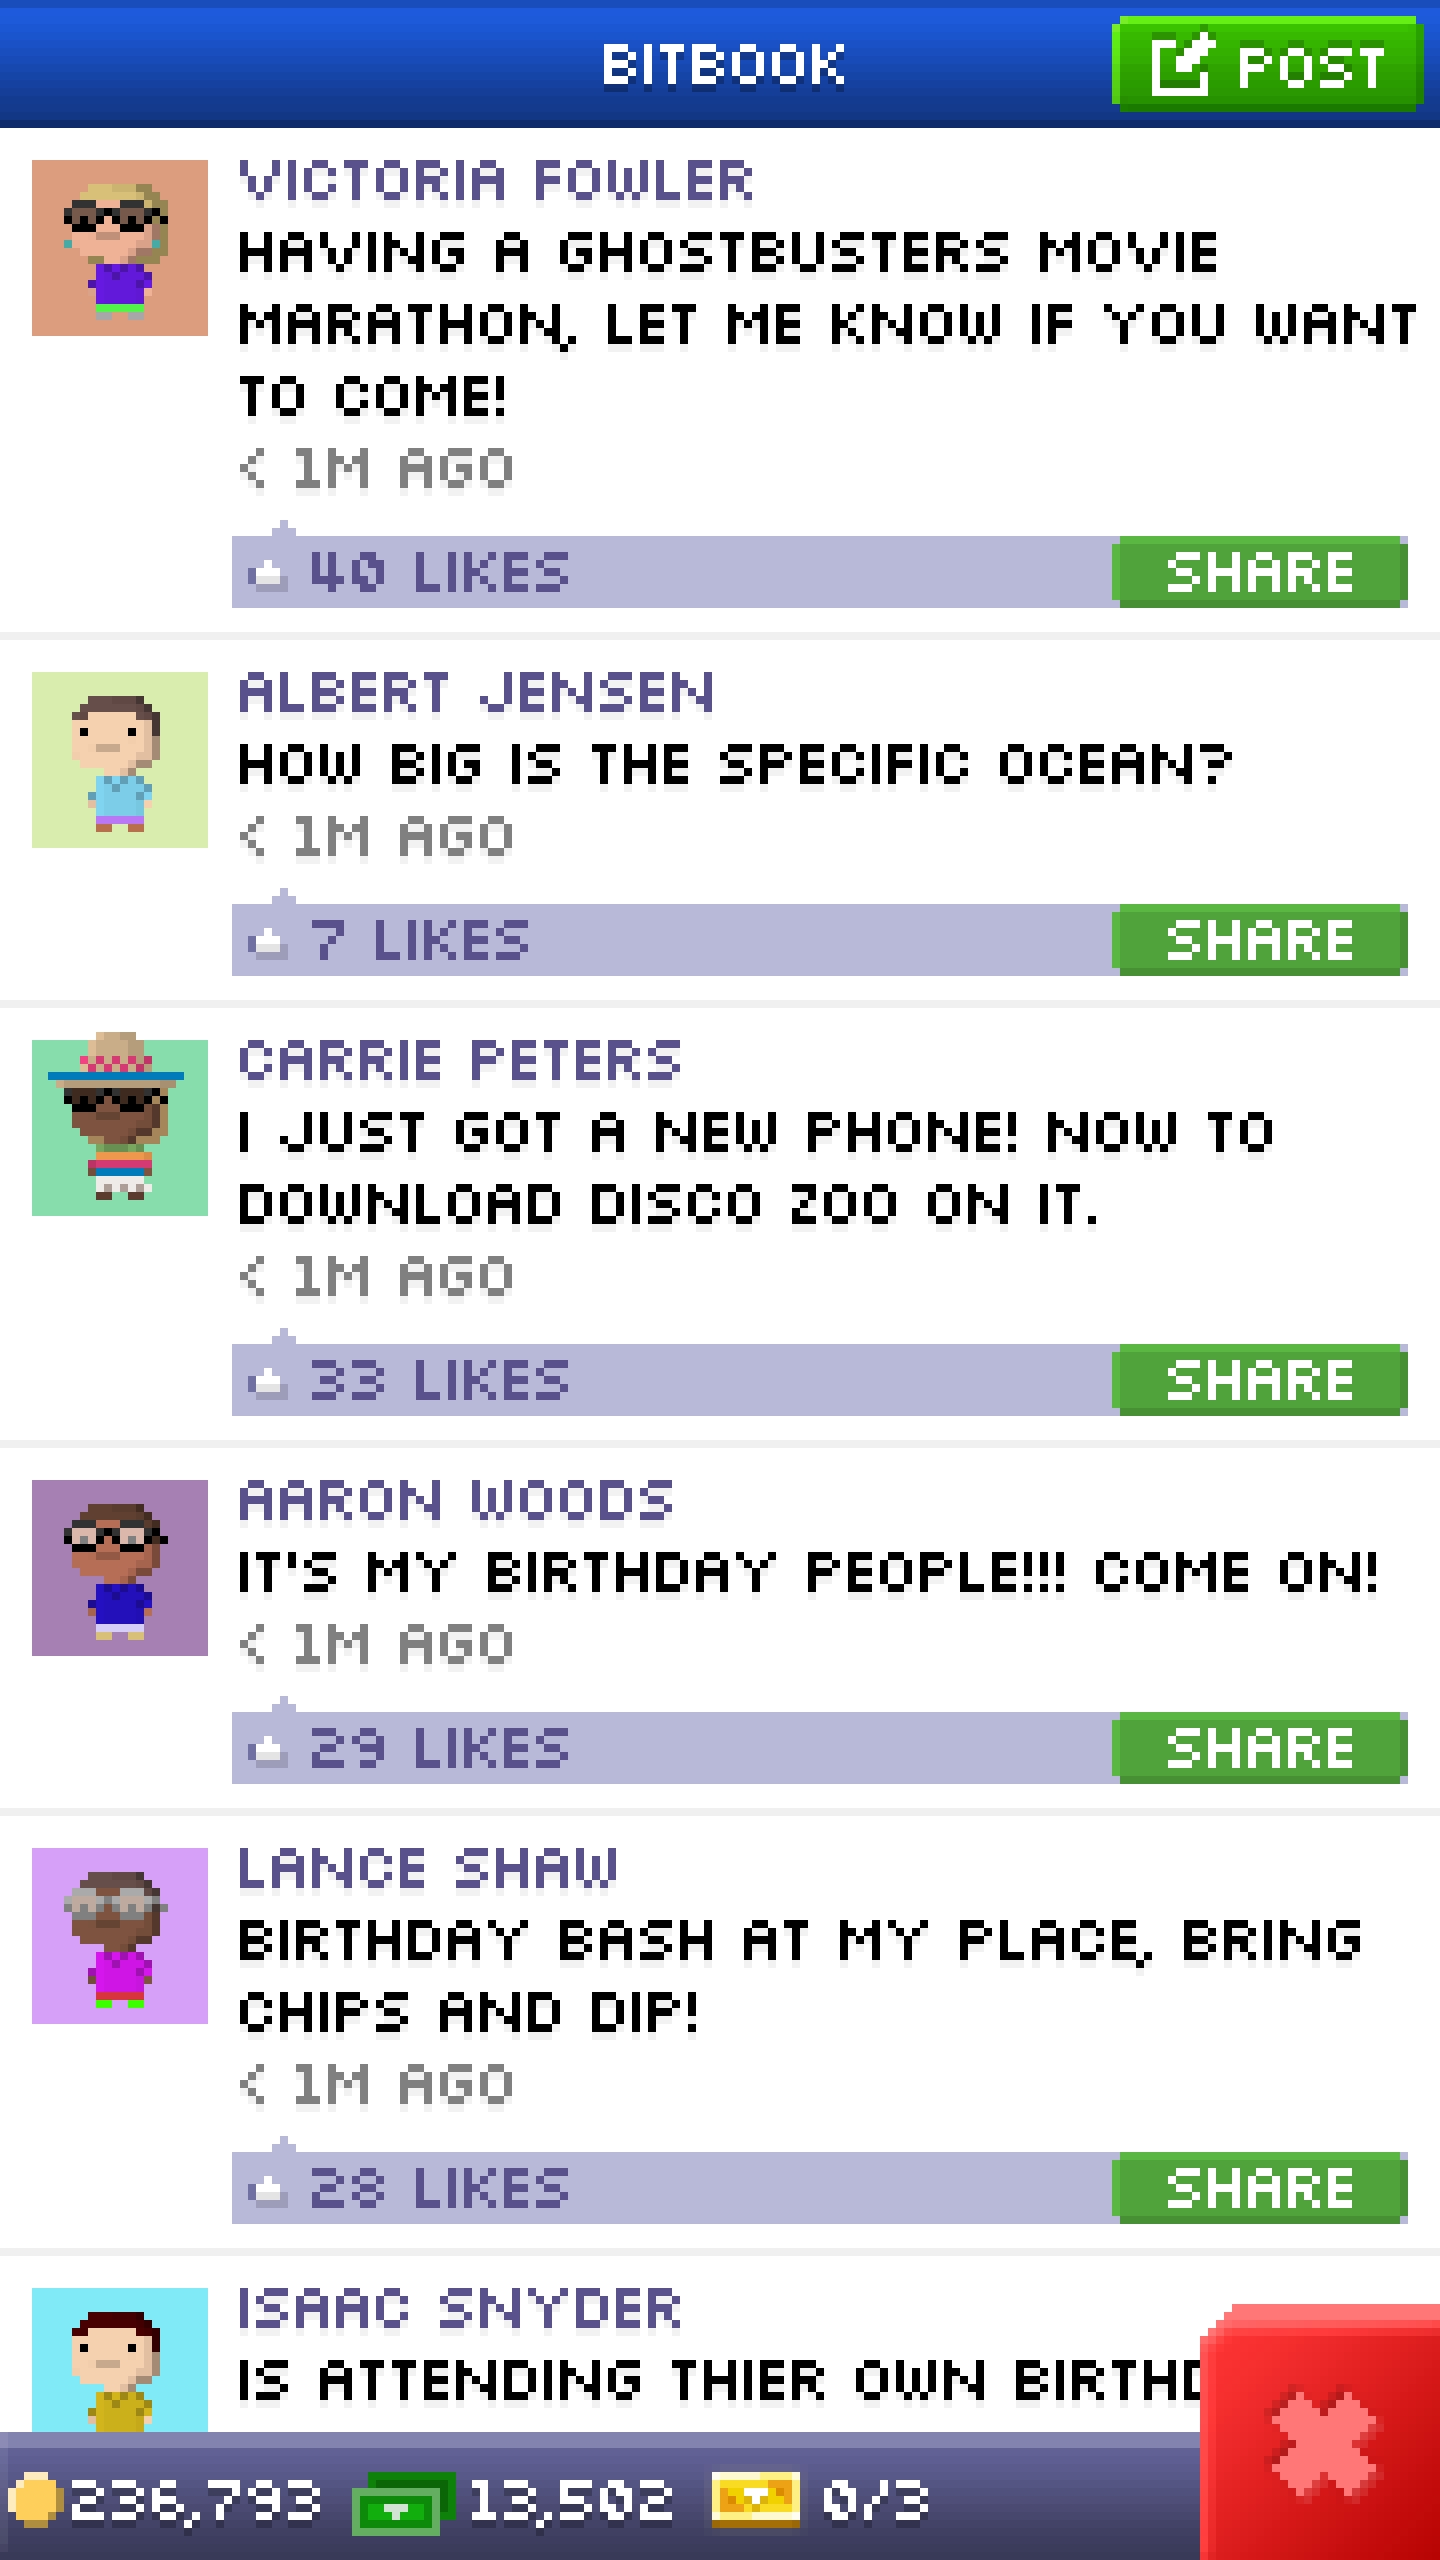 BITBOOK
POST
VICTORIA FOWLER
HAVING A GHOSTBUSTERS MOVIE
MARATHON, LET ME KNOW IF YOU WANT
TO COME!
< 1M AGO
40 LIKES
SHARE
ALBERT JENSEN
HOW BIG IS THE SPECIFIC OCEAN?
< 1M AGO
7 LIKES
SHARE
CARRIE PETERS
I JUST GOT A NEW PHONE! NOW TO
DOWNLOAD DISCO ZOO ON IT.
< 1M AGO
33 LIKES
SHARE
AARON WOODS
IT'S MY BIRTHDAY PEOPLE!!! COME ON!
< 1M AGO
29 LIKES
SHARE
LANCE SHAW
BIRTHDAY BASH AT MY PLACE, BRING
CHIPS AND DIP!
< 1M AGO
28 LIKES
SHARE
ISAAC SNYDER
IS ATTENDING THIER OWN BIRTHD
236,793
13,502
0/3